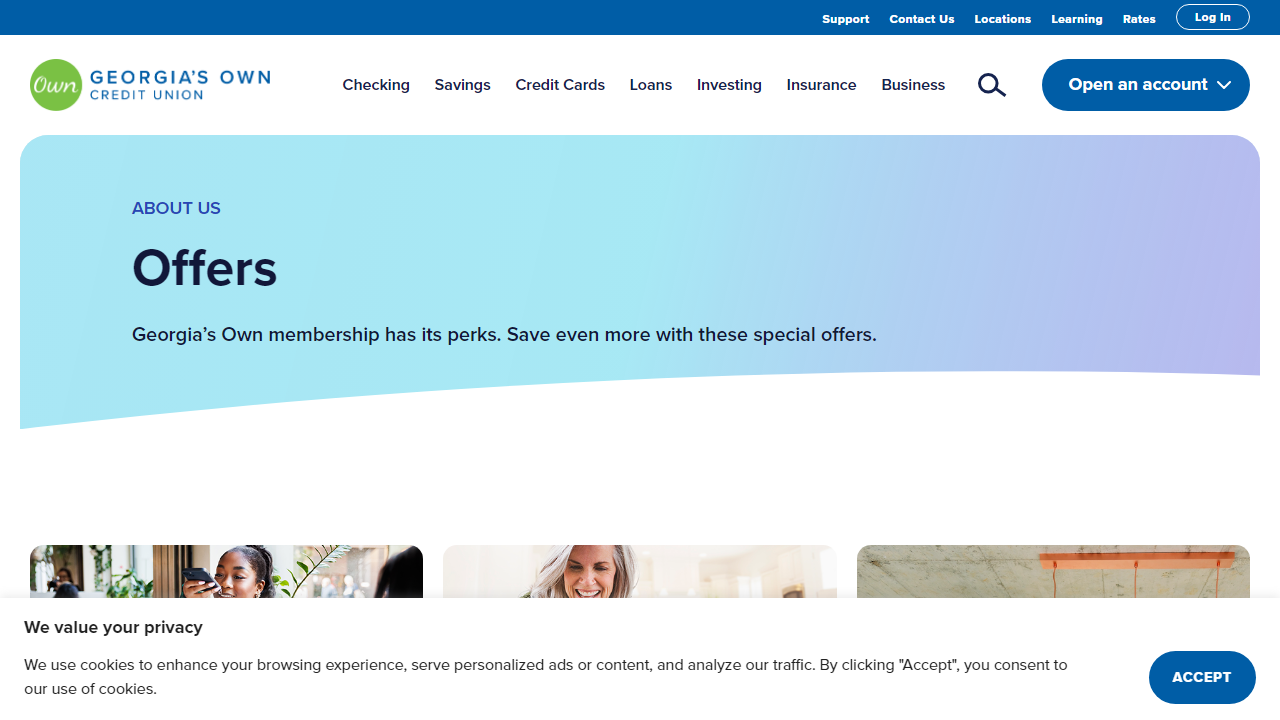 Support Contact Us Locations Learning Rates Log In
Own GEORGIA'S OWN
CREDIT UNION
Checking Savings Credit Cards Loans Investing Insurance Business Open an account
ABOUT US
Offers
Georgia’s Own membership has its perks. Save even more with these special offers.
We value your privacy
We use cookies to enhance your browsing experience, serve personalized ads or content, and analyze our traffic. By clicking "Accept", you consent to
our use of cookies.
ACCEPT